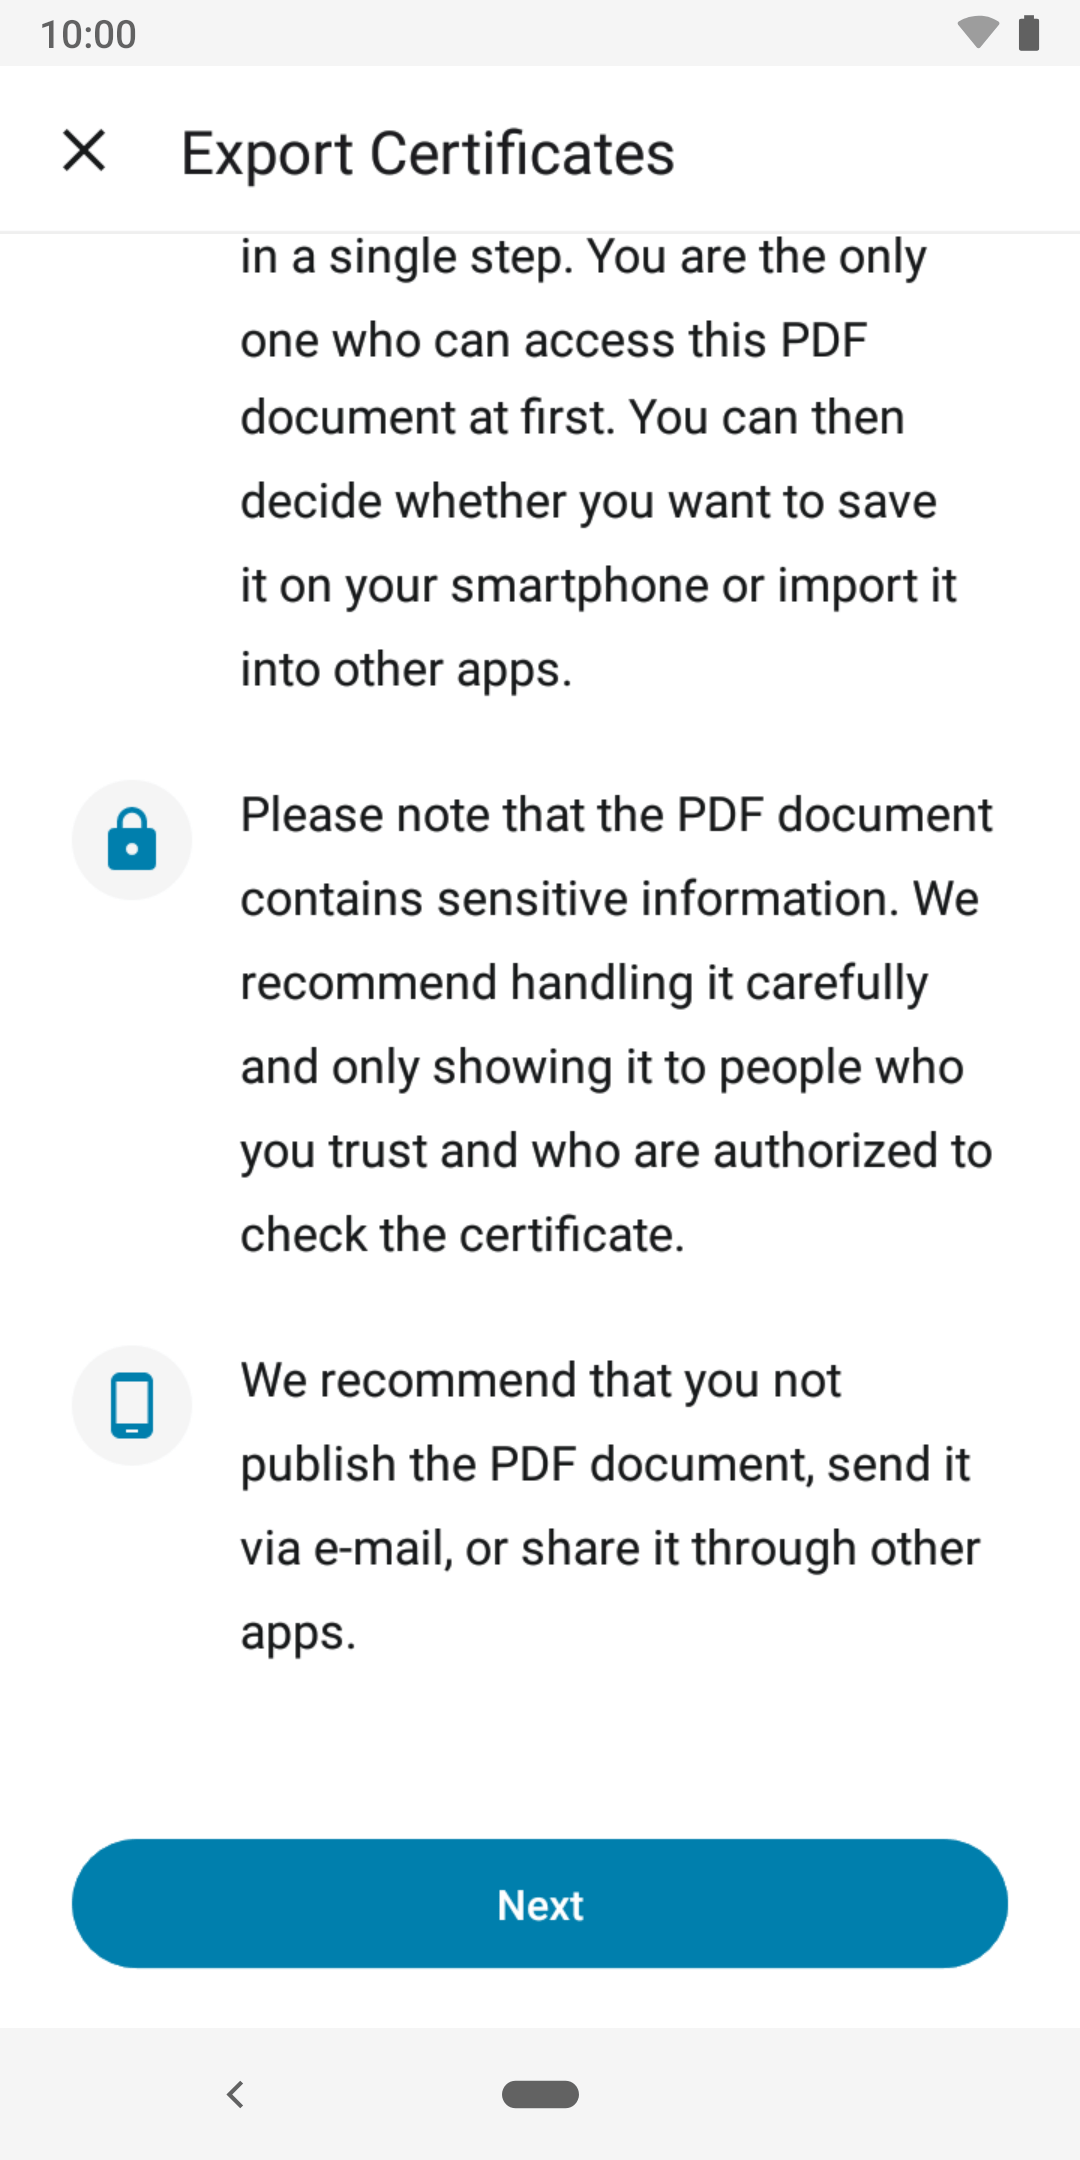 10:00
Export Certificates
in a single step. You are the only
one who can access this PDF
document at first. You can then
decide whether you want to save
it on your smartphone or import it
into other apps.
Please note that the PDF document
contains sensitive information. We
recommend handling it carefully
and only showing it to people who
you trust and who are authorized to
check the certificate.
We recommend that you not
publish the PDF document, send it
via e-mail, or share it through other
apps.
Next